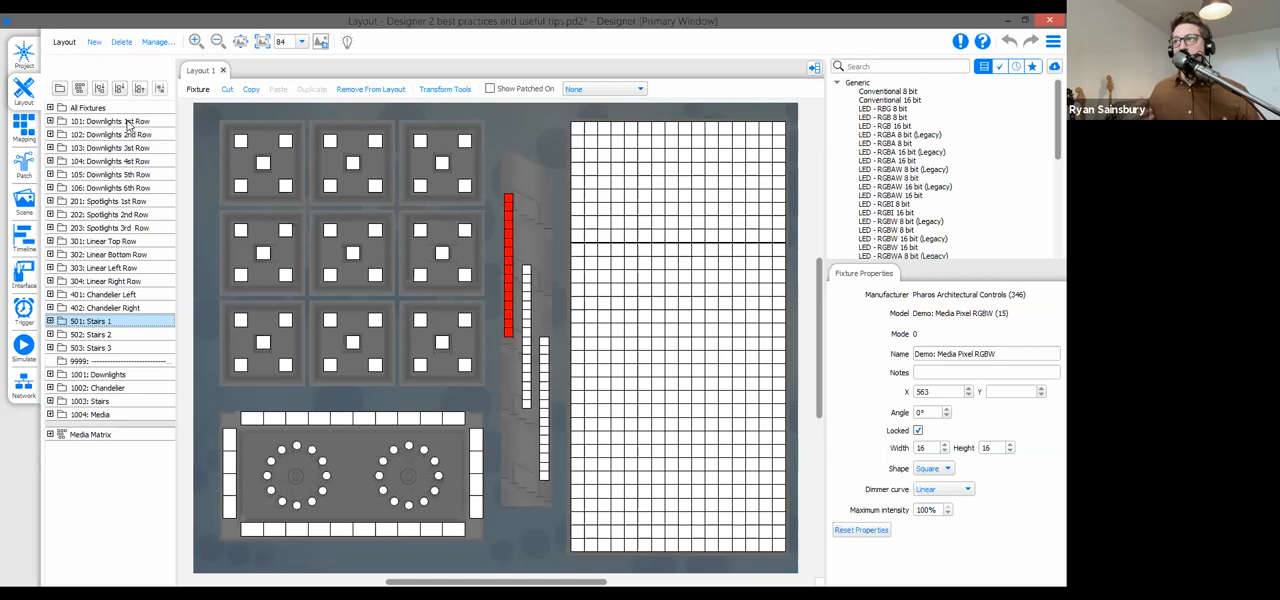 Layout - Designer 2 best practices and useful tips.pd2* - Designer [Primary Window]
Ryan Sainsbury
Project
Layout
Mapping
Patch
Scene
Timeline
Interface
Trigger
Simulate
Network
Layout New Delete Manage... 84
All Fixtures
101: Downlights 1st Row
102: Downlights 2nd Row
103: Downlights 3st Row
104: Downlights 4st Row
105: Downlights 5th Row
106: Downlights 6th Row
201: Spotlights 1st Row
202: Spotlights 2nd Row
203: Spotlights 3rd Row
301: Linear Top Row
302: Linear Bottom Row
303: Linear Left Row
304: Linear Right Row
401: Chandelier Left
402: Chandelier Right
501: Stairs 1
502: Stairs 2
503: Stairs 3
9999: ----------------------------...
1001: Downlights
1002: Chandelier
1003: Stairs
1004: Media
Media Matrix
Layout 1
Fixture Cut Copy Paste Duplicate Remove From Layout Transform Tools Show Patched On None
Search
Generic
Conventional 8 bit
Conventional 16 bit
LED - RBG 8 bit
LED - RGB 8 bit
LED - RGB 16 bit
LED - RGBA 8 bit (Legacy)
LED - RGBA 8 bit
LED - RGBA 16 bit (Legacy)
LED - RGBA 16 bit
LED - RGBAW 8 bit (Legacy)
LED - RGBAW 8 bit
LED - RGBAW 16 bit (Legacy)
LED - RGBAW 16 bit
LED - RGBI 8 bit
LED - RGBI 16 bit
LED - RGBW 8 bit (Legacy)
LED - RGBW 8 bit
LED - RGBW 16 bit (Legacy)
LED - RGBW 16 bit
LED - RGBWA 8 bit (Legacy)
Fixture Properties
Manufacturer Pharos Architectural Controls (346)
Model Demo: Media Pixel RGBW (15)
Mode 0
Name Demo: Media Pixel RGBW
Notes
X 563 Y
Angle 0°
Locked
Width 16 Height 16
Shape Square
Dimmer curve Linear
Maximum intensity 100%
Reset Properties